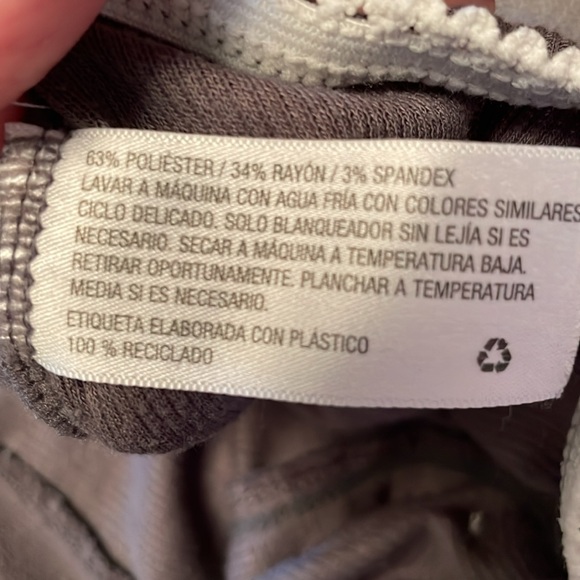 63% POLIÉSTER / 34% RAYÓN / 3% SPANDEX
LAVAR A MÁQUINA CON AGUA FRÍA CON COLORES SIMILARES
CICLO DELICADO. SOLO BLANQUEADOR SIN LEJÍA SI ES
NECESARIO. SECAR A MÁQUINA A TEMPERATURA BAJA.
RETIRAR OPORTUNAMENTE. PLANCHAR A TEMPERATURA
MEDIA SI ES NECESARIO.
ETIQUETA ELABORADA CON PLÁSTICO
100 % RECICLADO